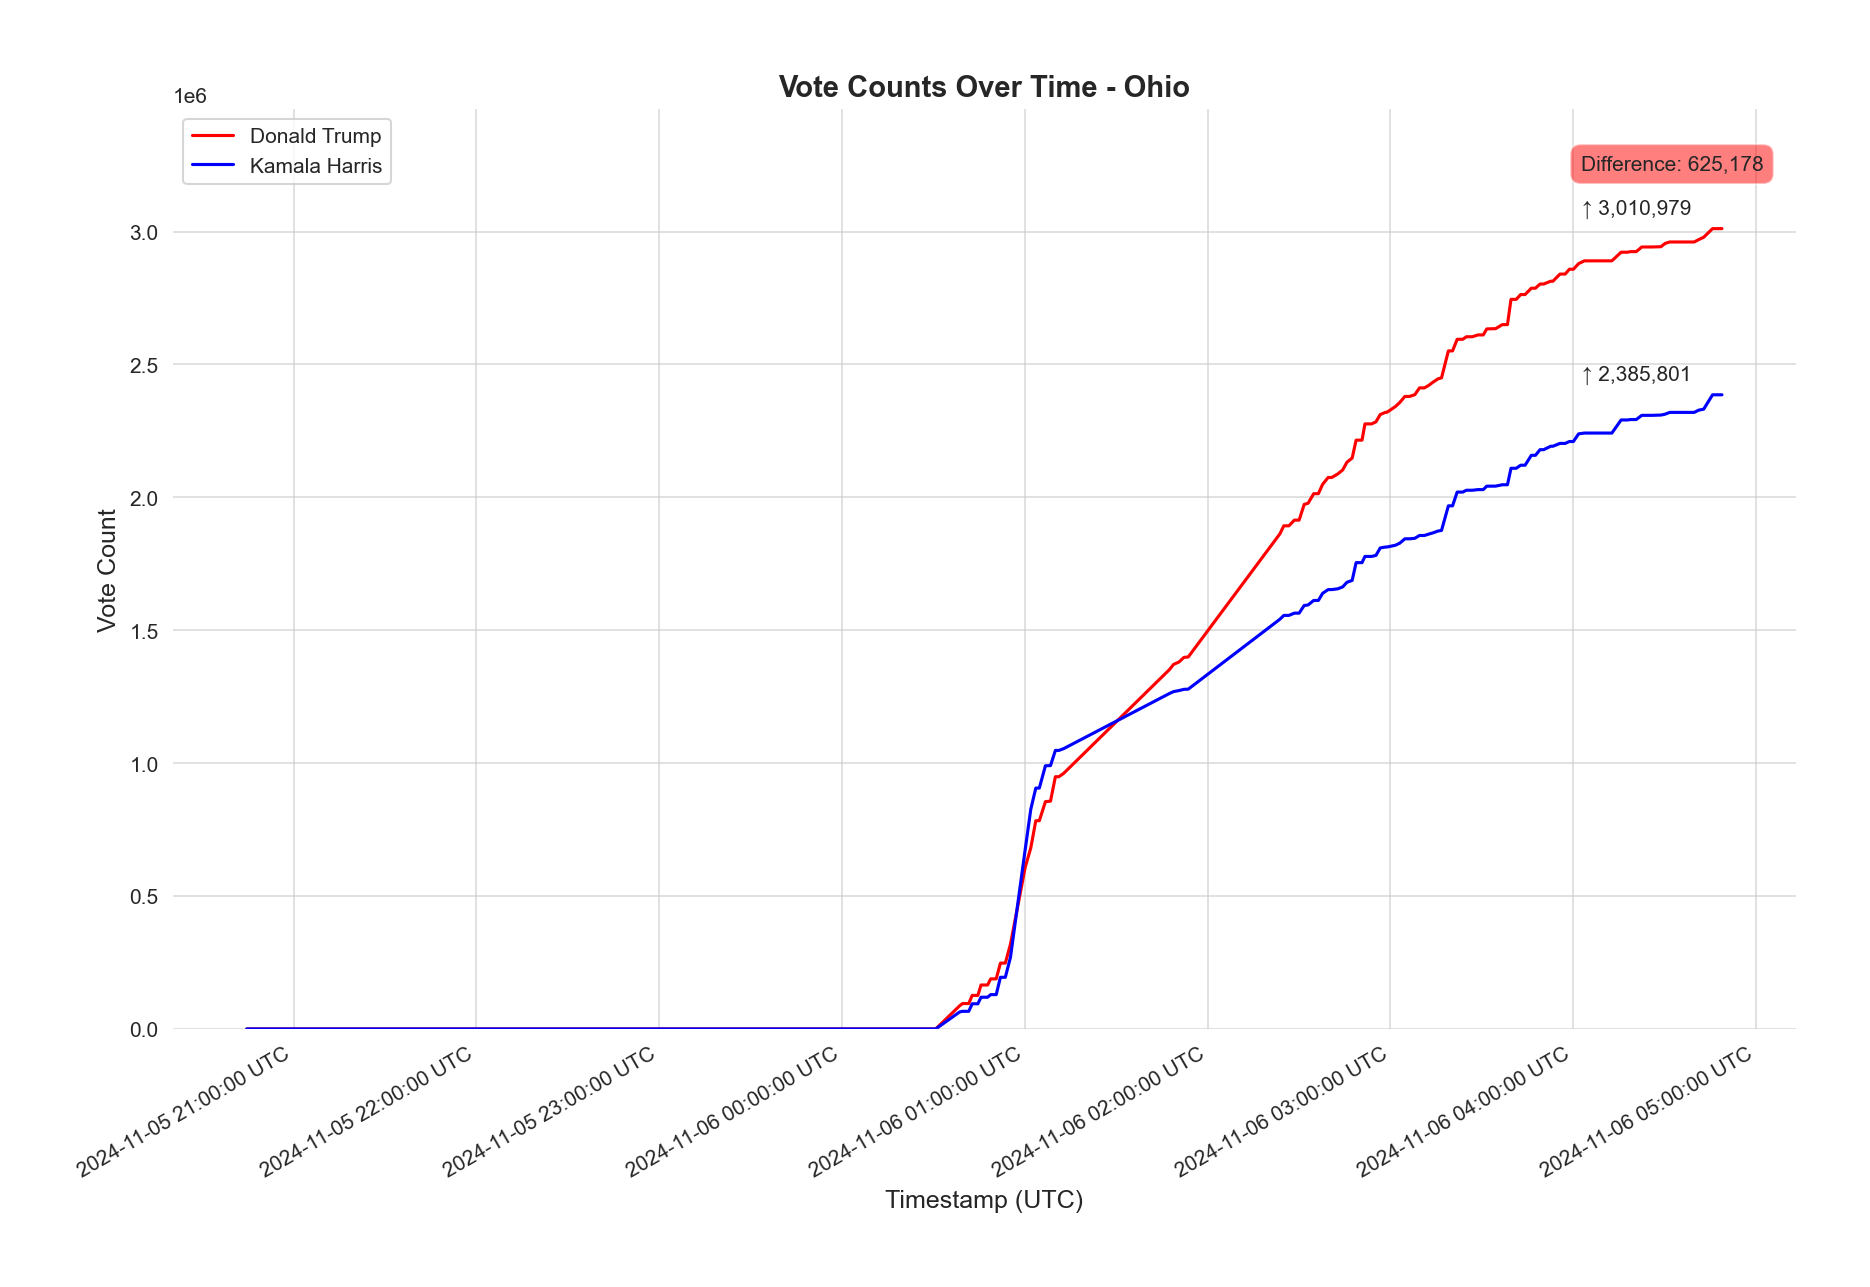 Vote Counts Over Time - Ohio
1e6
Donald Trump
Kamala Harris
Difference: 625,178
↑ 3,010,979
↑ 2,385,801
3.0
2.5
2.0
1.5
1.0
0.5
0.0
Vote Count
2024-11-05 21:00:00 UTC
2024-11-05 22:00:00 UTC
2024-11-05 23:00:00 UTC
2024-11-06 00:00:00 UTC
2024-11-06 01:00:00 UTC
2024-11-06 02:00:00 UTC
2024-11-06 03:00:00 UTC
2024-11-06 04:00:00 UTC
2024-11-06 05:00:00 UTC
Timestamp (UTC)